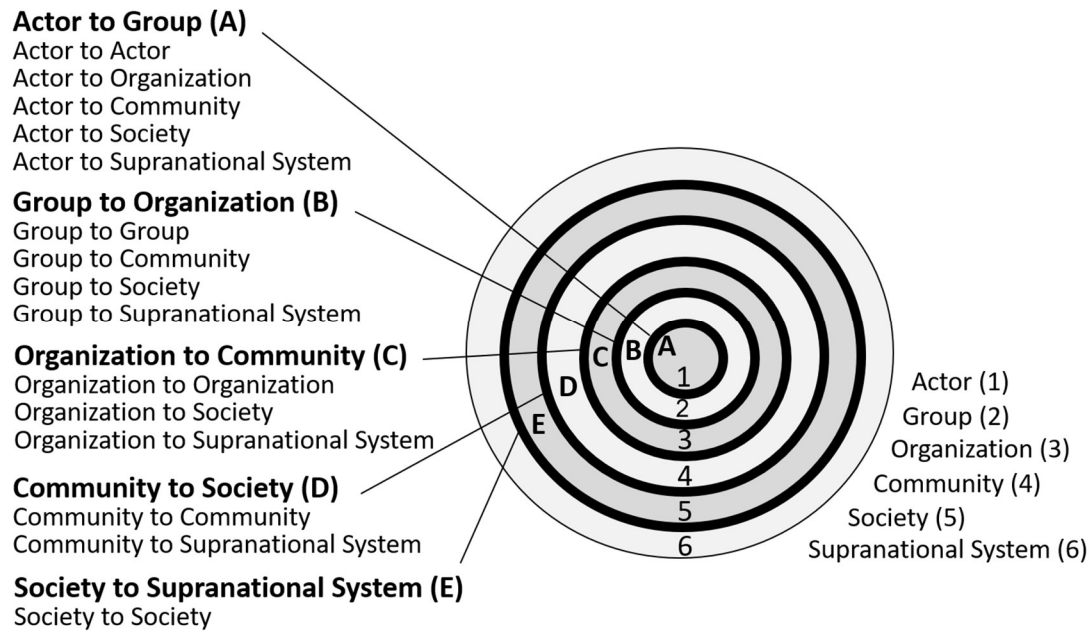 Actor to Group (A)
Actor to Actor
Actor to Organization
Actor to Community
Actor to Society
Actor to Supranational System
Group to Organization (B)
Group to Group
Group to Community
Group to Society
Group to Supranational System
Organization to Community (C)
Organization to Organization
Organization to Society
Organization to Supranational System
Community to Society (D)
Community to Community
Community to Supranational System
Society to Supranational System (E)
Society to Society
A
B
C
D
E
1
2
3
4
5
6
Actor (1)
Group (2)
Organization (3)
Community (4)
Society (5)
Supranational System (6)